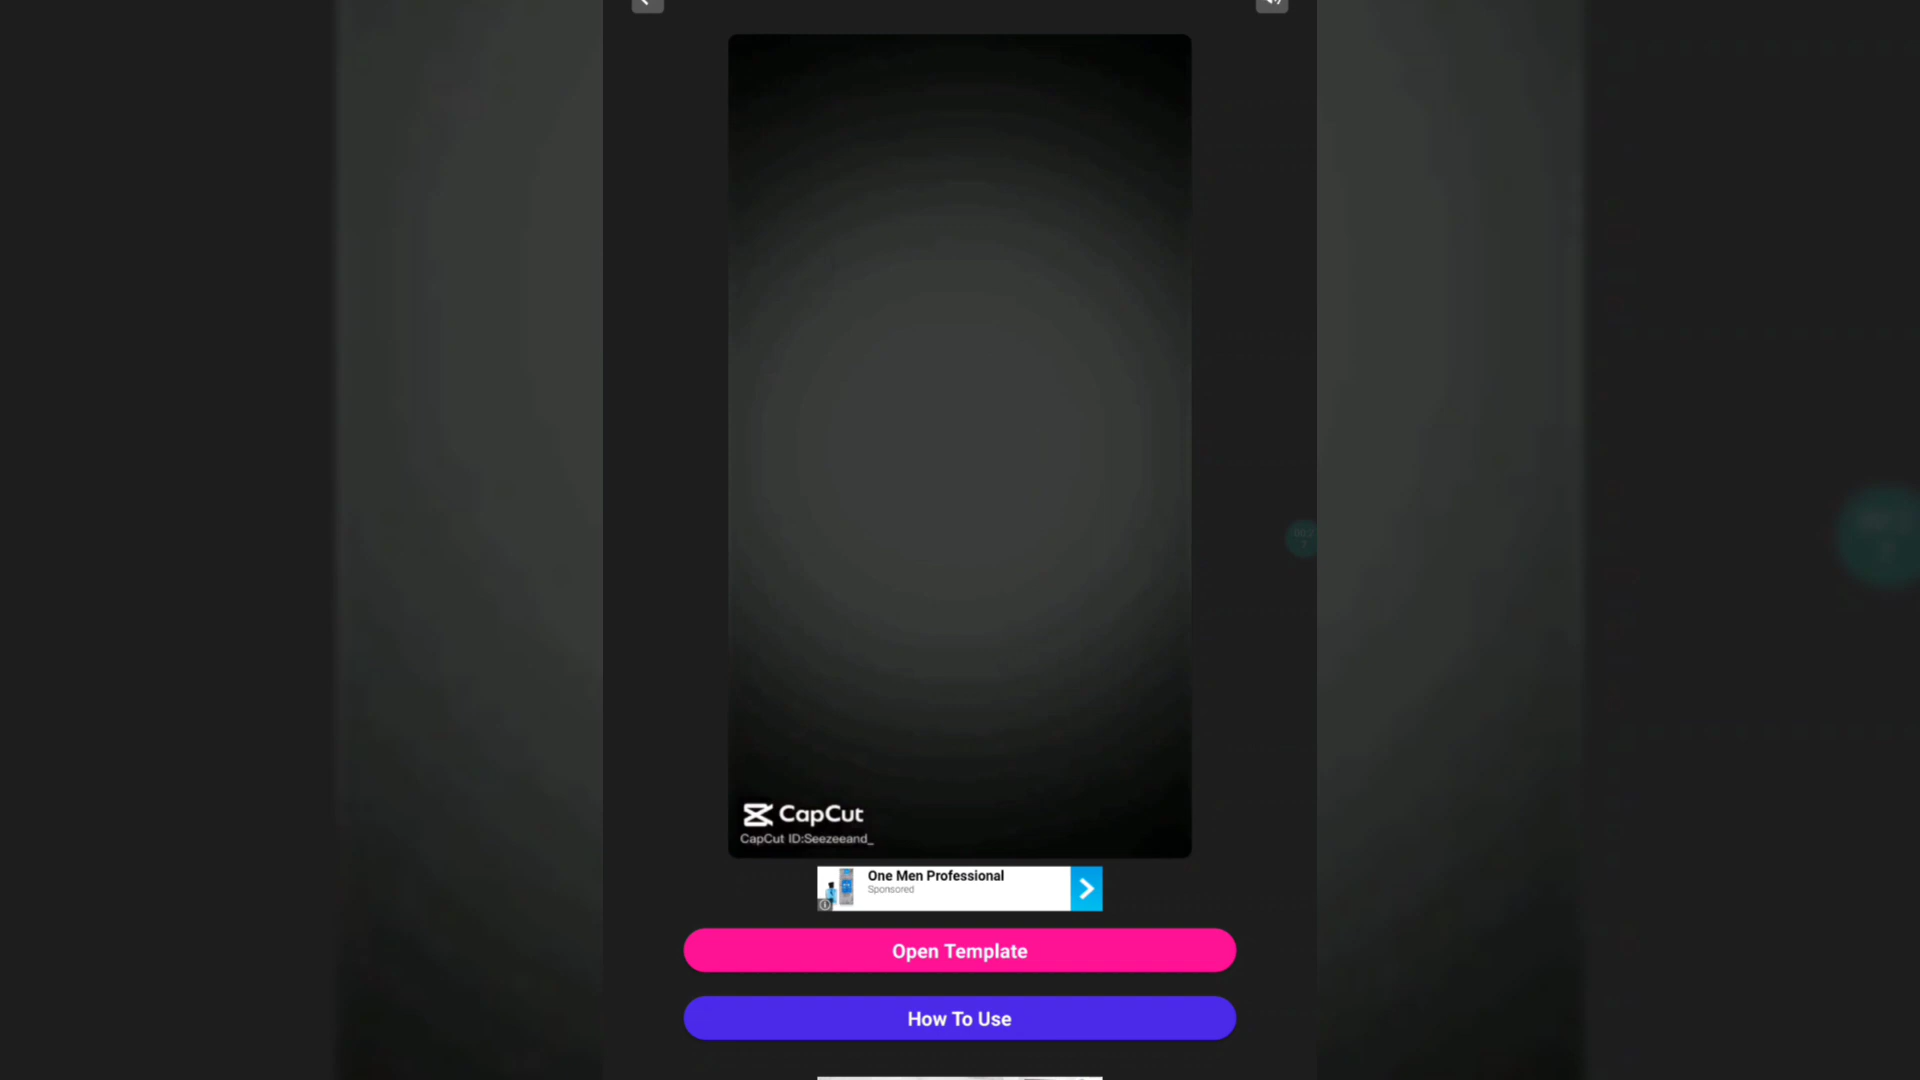 CapCut
CapCut ID:Seezeeand_
One Men Professional
Sponsored
Open Template
How To Use